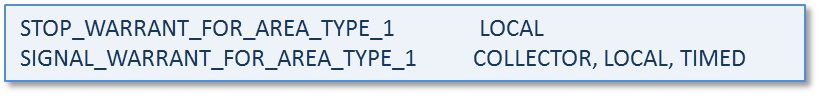 STOP_WARRANT_FOR_AREA_TYPE_1 LOCAL
SIGNAL_WARRANT_FOR_AREA_TYPE_1 COLLECTOR, LOCAL, TIMED